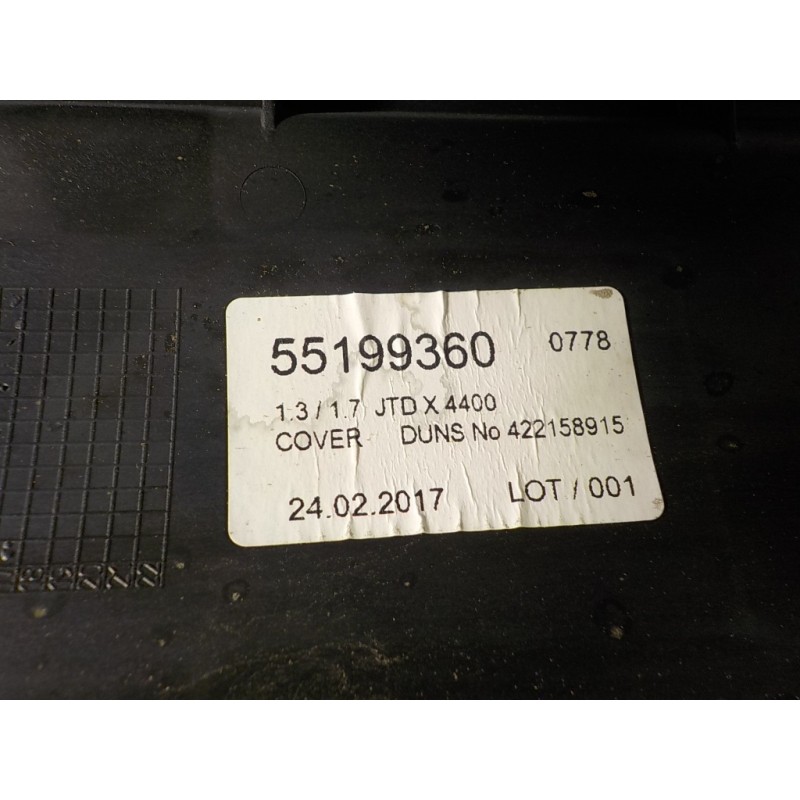 55199360 0778
1.3 / 1.7 JTD X 4400
COVER DUNS No 422158915
24.02.2017 LOT / 001